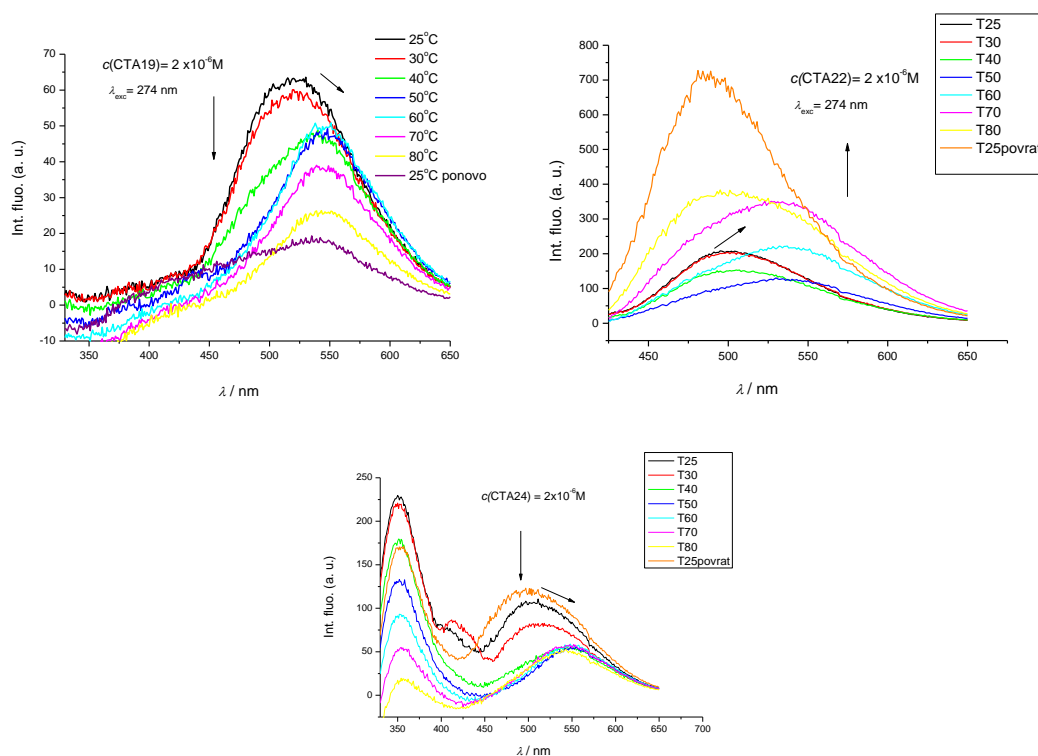 c(CTA19) = 2 x10⁻⁶M
λexc= 274 nm
25°C
30°C
40°C
50°C
60°C
70°C
80°C
25°C ponovo
70
60
50
40
30
20
10
0
-10
Int. fluo. (a. u.)
350 400 450 500 550 600 650
λ / nm
c(CTA22) = 2 x10⁻⁶M
λexc= 274 nm
T25
T30
T40
T50
T60
T70
T80
T25povrat
800
700
600
500
400
300
200
100
0
Int. fluo. (a. u.)
450 500 550 600 650
λ / nm
c(CTA24) = 2x10⁻⁶M
T25
T30
T40
T50
T60
T70
T80
T25povrat
250
200
150
100
50
0
Int. fluo. (a. u.)
350 400 450 500 550 600 650 700
λ / nm